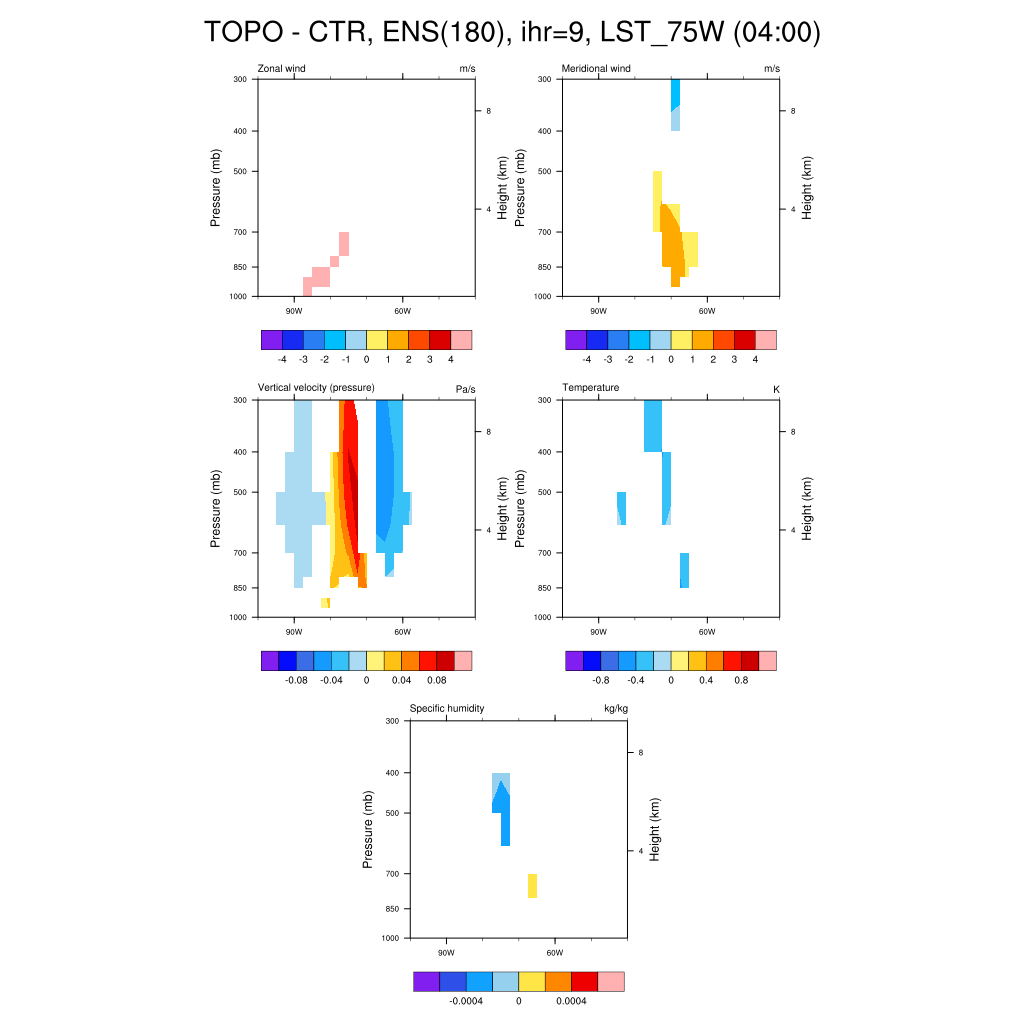 TOPO - CTR, ENS(180), ihr=9, LST_75W (04:00)
Zonal wind m/s
300
400
500
700
850
1000
Pressure (mb)
8
4
Height (km)
90W 60W
-4 -3 -2 -1 0 1 2 3 4
Meridional wind m/s
300
400
500
700
850
1000
Pressure (mb)
8
4
Height (km)
90W 60W
-4 -3 -2 -1 0 1 2 3 4
Vertical velocity (pressure) Pa/s
300
400
500
700
850
1000
Pressure (mb)
8
4
Height (km)
90W 60W
-0.08 -0.04 0 0.04 0.08
Temperature K
300
400
500
700
850
1000
Pressure (mb)
8
4
Height (km)
90W 60W
-0.8 -0.4 0 0.4 0.8
Specific humidity kg/kg
300
400
500
700
850
1000
Pressure (mb)
8
4
Height (km)
90W 60W
-0.0004 0 0.0004